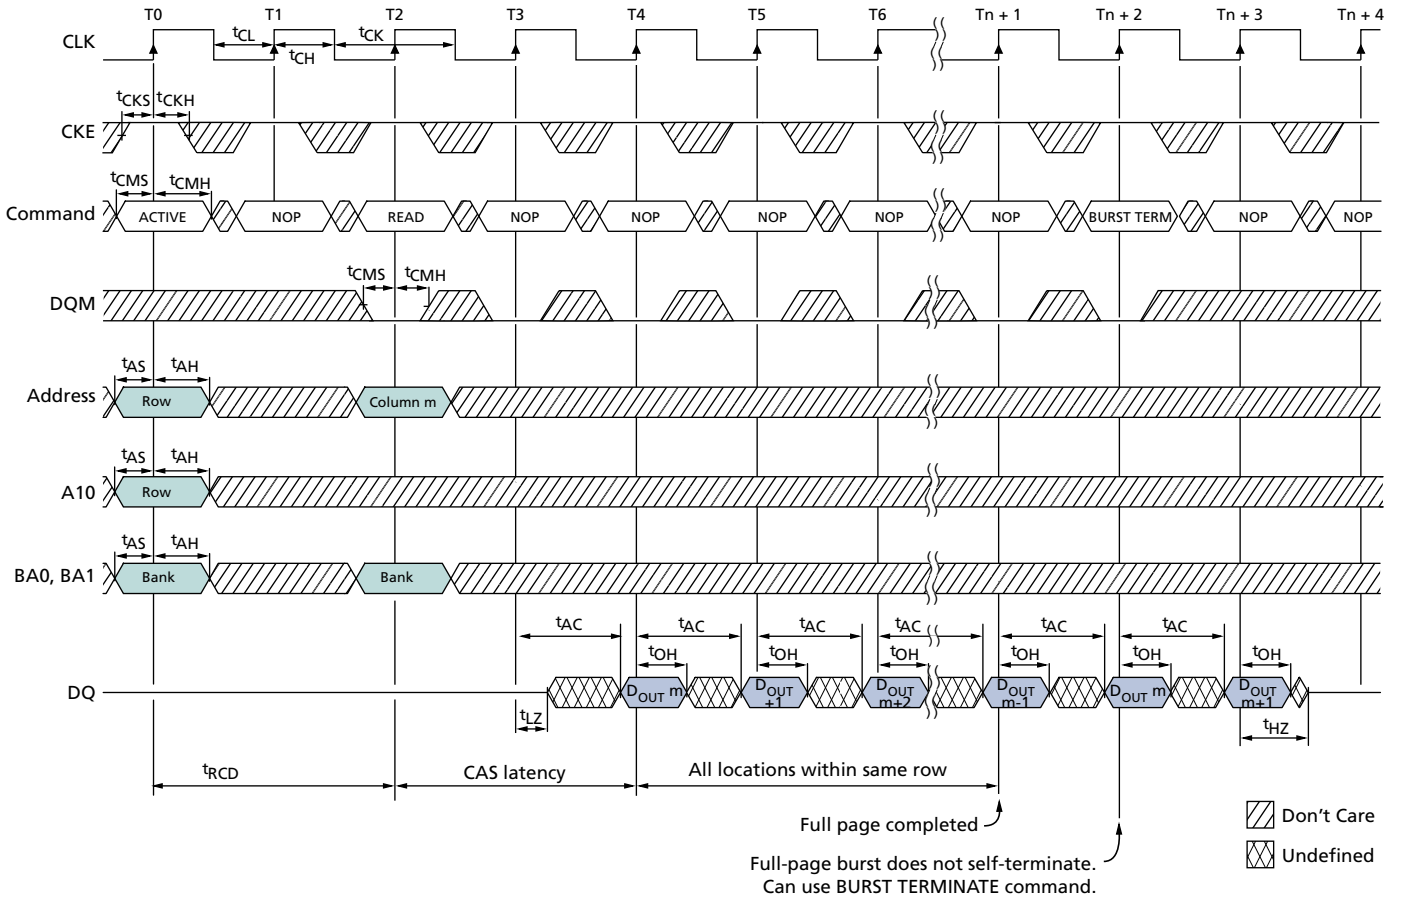 T0 T1 T2 T3 T4 T5 T6 Tn + 1 Tn + 2 Tn + 3 Tn + 4
CLK
tCL tCK
tCH
tCKS tCKH
CKE
tCMS tCMH
Command ACTIVE NOP READ NOP NOP NOP NOP NOP BURST TERM NOP NOP
tCMS tCMH
DQM
tAS tAH
Address Row Column m
tAS tAH
A10 Row
tAS tAH
BA0, BA1 Bank Bank
tAC tAC tAC tAC tAC tAC
tOH tOH tOH tOH tOH tOH
DQ DOUT m DOUT +1 DOUT m+2 DOUT m-1 DOUT m DOUT m+1
tLZ tHZ
tRCD CAS latency All locations within same row
Full page completed
Don't Care
Undefined
Full-page burst does not self-terminate.
Can use BURST TERMINATE command.